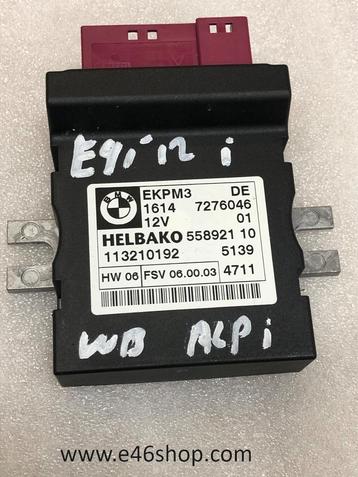 E91 '12 i
BMW
EKPM3 DE
1614 7276046
12V 01
HELBAKO 558921 10
113210192 5139
HW 06 FSV 06.00.03 4711
WB ALPi
www.e46shop.com